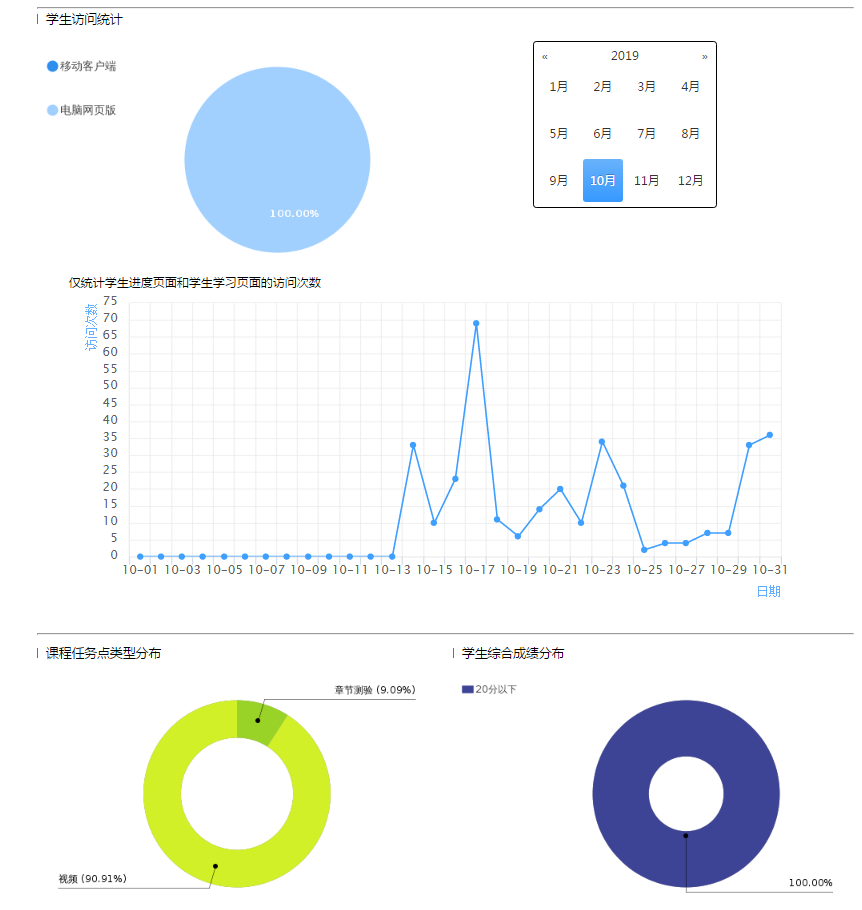 学生访问统计
移动客户端
电脑网页版
100.00%
« 2019 »
1月 2月 3月 4月
5月 6月 7月 8月
9月 10月 11月 12月
仅统计学生进度页面和学生学习页面的访问次数
访问次数
75
70
65
60
55
50
45
40
35
30
25
20
15
10
5
0
10-01 10-03 10-05 10-07 10-09 10-11 10-13 10-15 10-17 10-19 10-21 10-23 10-25 10-27 10-29 10-31
日期
课程任务点类型分布
章节测验 (9.09%)
视频 (90.91%)
学生综合成绩分布
20分以下
100.00%